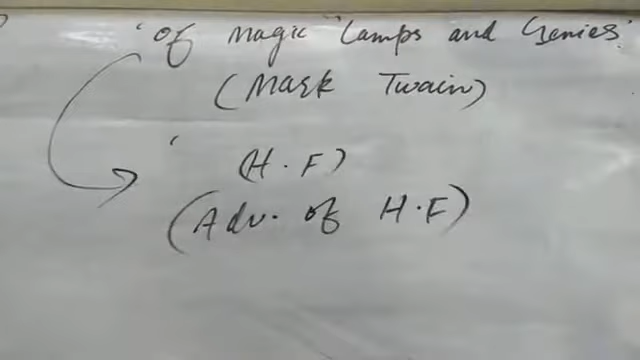 'of Magic Lamps and Genies'
(Mark Twain)
(H.F)
(Adv. of H.F)